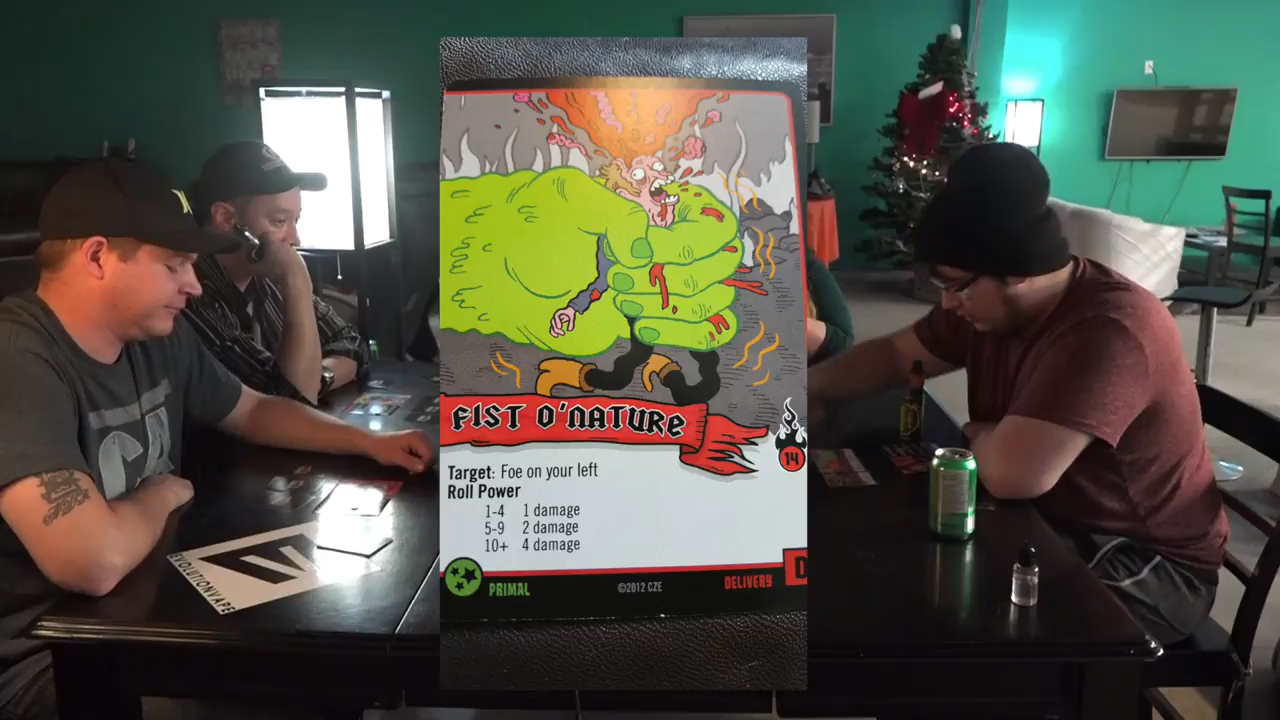 FIST O'NATURE
14
Target: Foe on your left
Roll Power
1-4 1 damage
5-9 2 damage
10+ 4 damage
PRIMAL
©2012 CZE
DELIVERY
D
EVOLUTIONVAPE